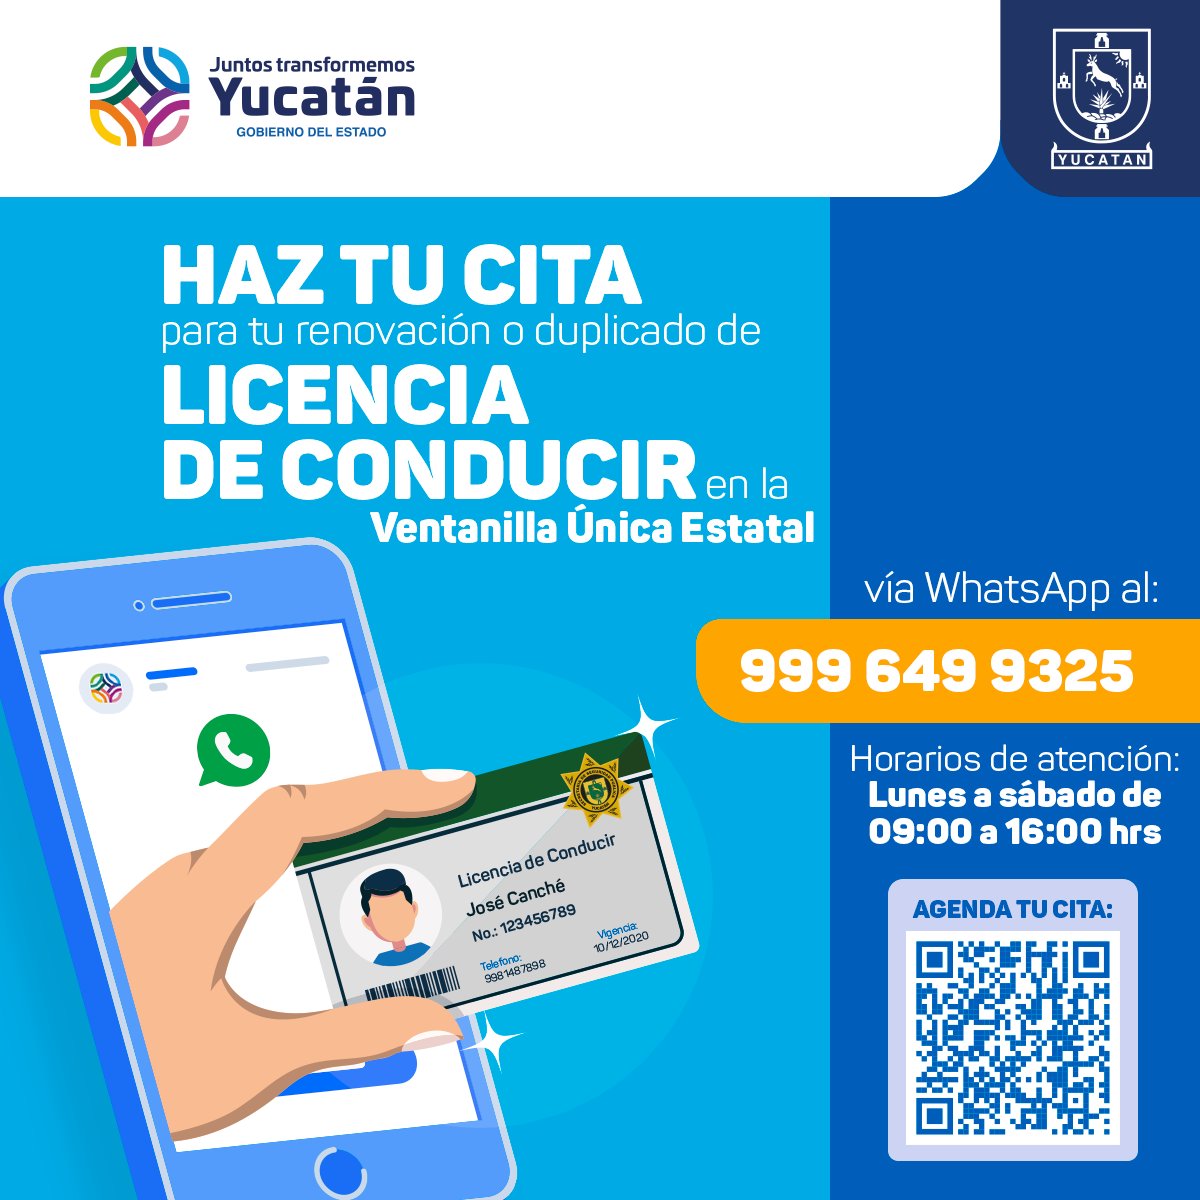 Juntos transformemos
Yucatán
GOBIERNO DEL ESTADO
YUCATAN
HAZ TU CITA
para tu renovación o duplicado de
LICENCIA
DE CONDUCIR en la
Ventanilla Única Estatal
vía WhatsApp al:
999 649 9325
Horarios de atención:
Lunes a sábado de
09:00 a 16:00 hrs
AGENDA TU CITA:
Licencia de Conducir
José Canché
No.: 123456789
Telefono:
9981487898
Vigencia:
10/12/2020